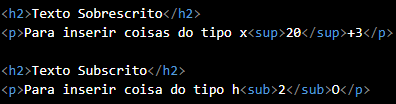 <h2>Texto Sobrescrito</h2>
<p>Para inserir coisas do tipo x<sup>20</sup>+3</p>
<h2>Texto Subscrito</h2>
<p>Para inserir coisa do tipo h<sub>2</sub>O</p>